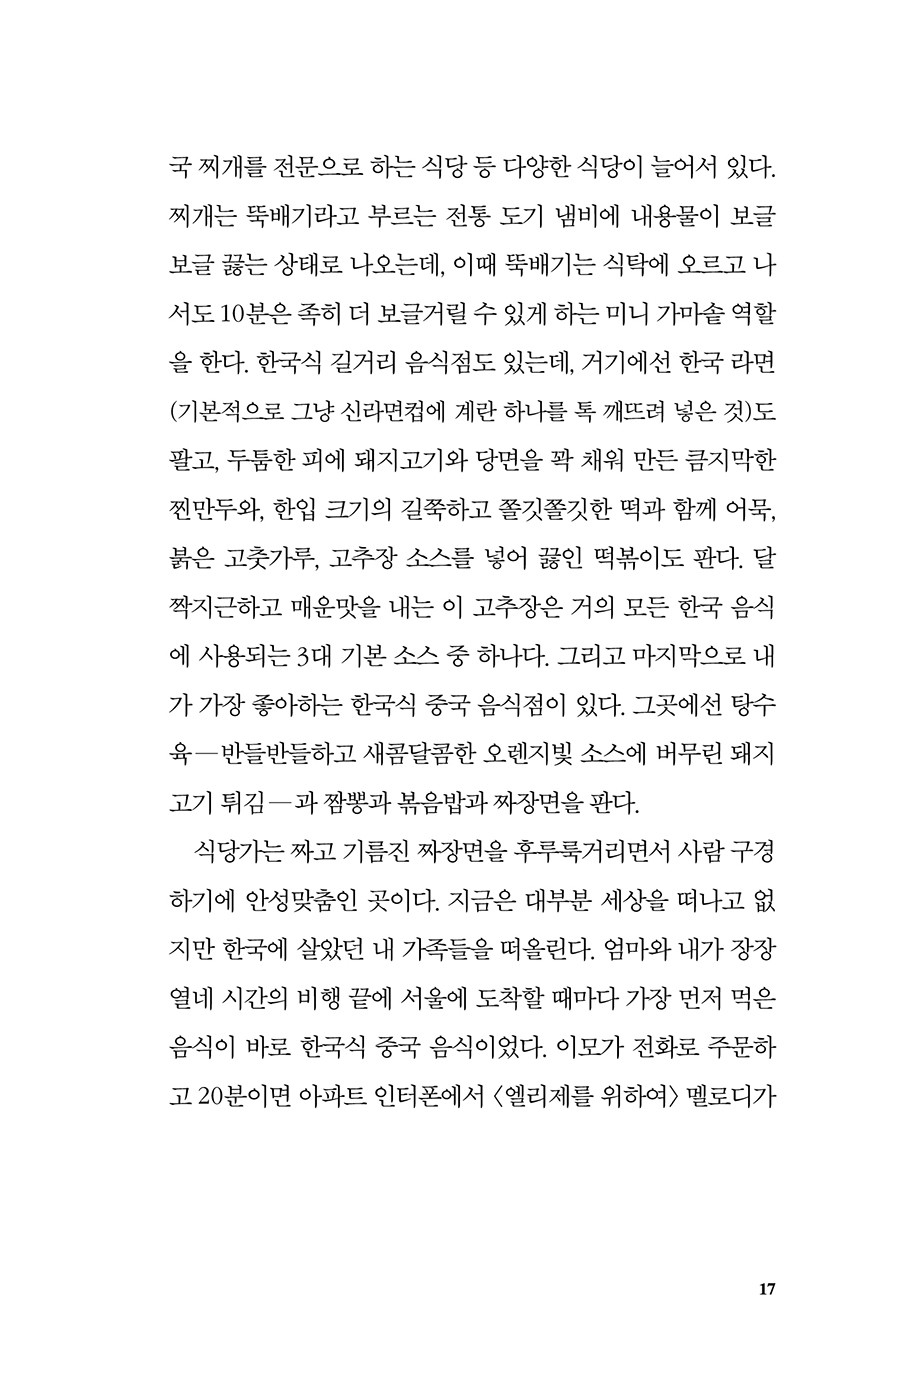 국 찌개를 전문으로 하는 식당 등 다양한 식당이 늘어서 있다.
찌개는 뚝배기라고 부르는 전통 도기 냄비에 내용물이 보글
보글 끓는 상태로 나오는데, 이때 뚝배기는 식탁에 오르고 나
서도 10분은 족히 더 보글거릴 수 있게 하는 미니 가마솥 역할
을 한다. 한국식 길거리 음식점도 있는데, 거기에선 한국 라면
(기본적으로 그냥 신라면컵에 계란 하나를 톡 깨뜨려 넣은 것)도
팔고, 두툼한 피에 돼지고기와 당면을 꽉 채워 만든 큼지막한
찐만두와, 한입 크기의 길쭉하고 쫄깃쫄깃한 떡과 함께 어묵,
붉은 고춧가루, 고추장 소스를 넣어 끓인 떡볶이도 판다. 달
짝지근하고 매운맛을 내는 이 고추장은 거의 모든 한국 음식
에 사용되는 3대 기본 소스 중 하나다. 그리고 마지막으로 내
가 가장 좋아하는 한국식 중국 음식점이 있다. 그곳에선 탕수
육—반들반들하고 새콤달콤한 오렌지빛 소스에 버무린 돼지
고기 튀김—과 짬뽕과 볶음밥과 짜장면을 판다.
식당가는 짜고 기름진 짜장면을 후루룩거리면서 사람 구경
하기에 안성맞춤인 곳이다. 지금은 대부분 세상을 떠나고 없
지만 한국에 살았던 내 가족들을 떠올린다. 엄마와 내가 장장
열네 시간의 비행 끝에 서울에 도착할 때마다 가장 먼저 먹은
음식이 바로 한국식 중국 음식이었다. 이모가 전화로 주문하
고 20분이면 아파트 인터폰에서 〈엘리제를 위하여〉 멜로디가
17